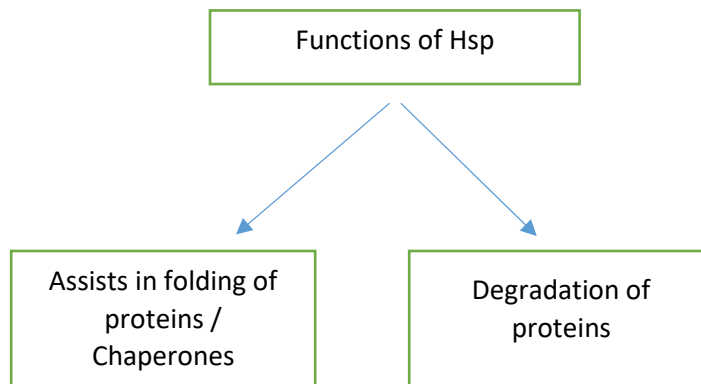 Functions of Hsp
Assists in folding of
proteins /
Chaperones
Degradation of
proteins